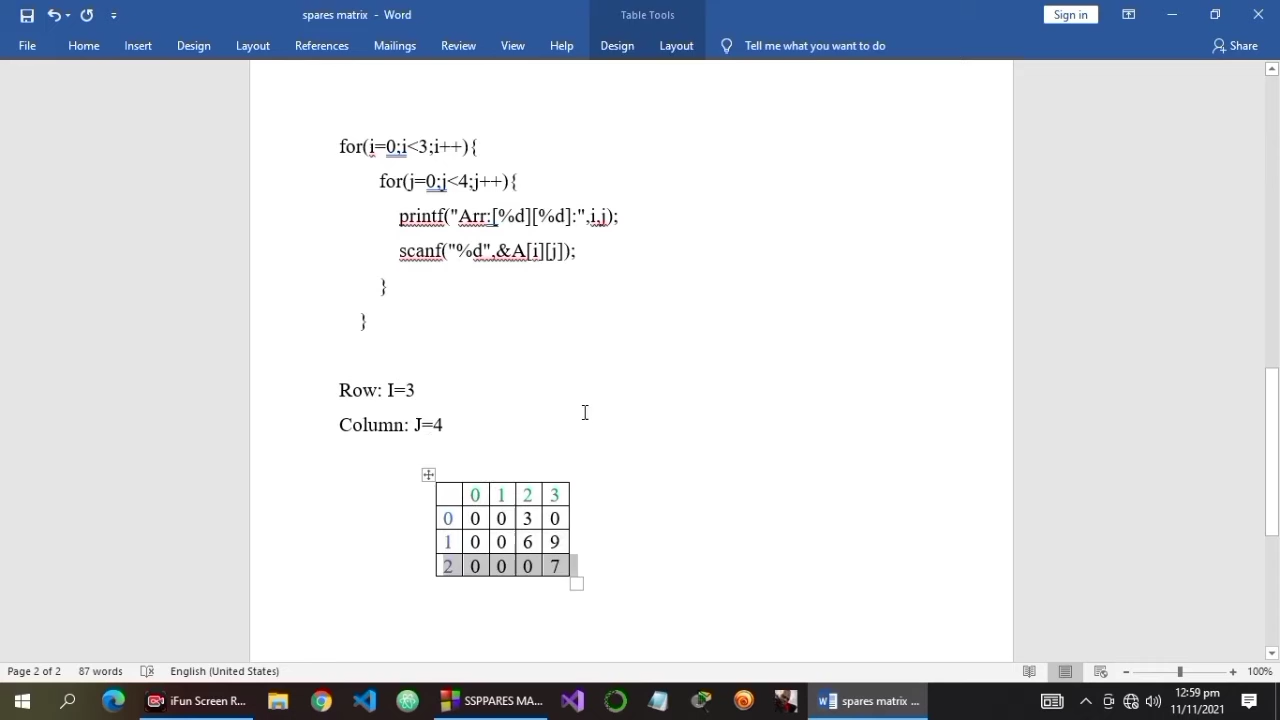 spares matrix - Word
Table Tools
Sign in
File Home Insert Design Layout References Mailings Review View Help Design Layout Tell me what you want to do Share
for(i=0;i<3;i++){
for(j=0;j<4;j++){
printf("Arr:[%d][%d]:",i,j);
scanf("%d",&A[i][j]);
}
}
Row: I=3
Column: J=4
0 1 2 3
0 0 0 3 0
1 0 0 6 9
2 0 0 0 7
Page 2 of 2 87 words English (United States) 100%
iFun Screen R... SSPPARES MA... spares matrix ... 12:59 pm
11/11/2021